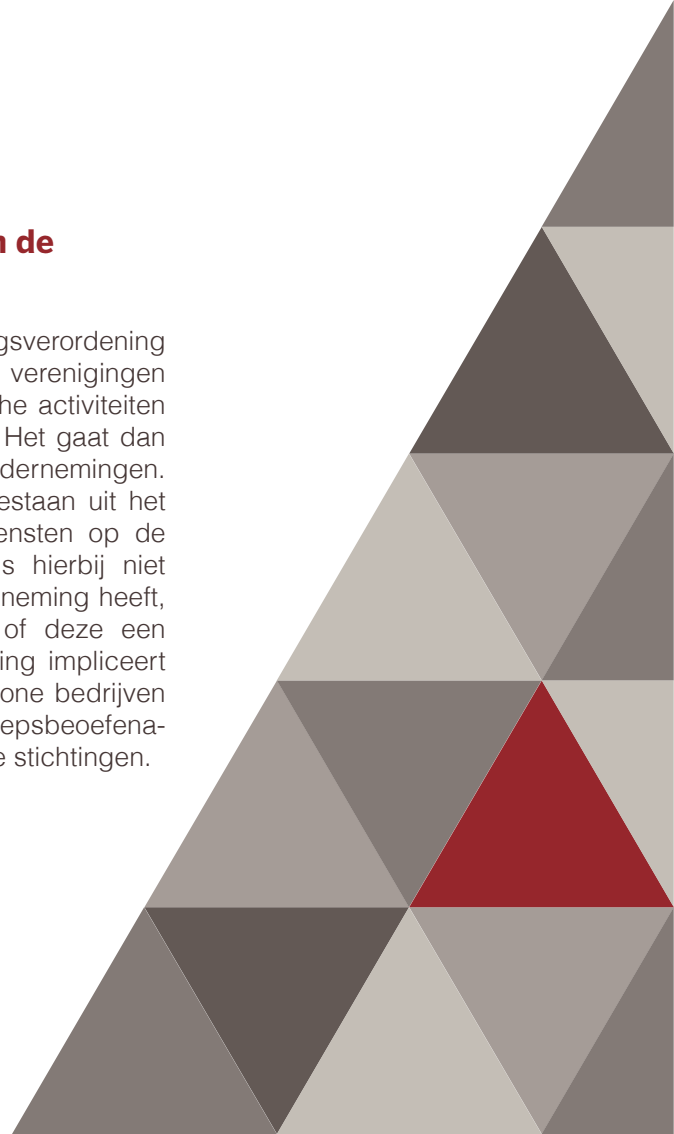 n de
gsverordening
verenigingen
he activiteiten
Het gaat dan
dernemingen.
estaan uit het
ensten op de
s hierbij niet
neming heeft,
of deze een
ing impliceert
one bedrijven
epsbeoefena-
e stichtingen.